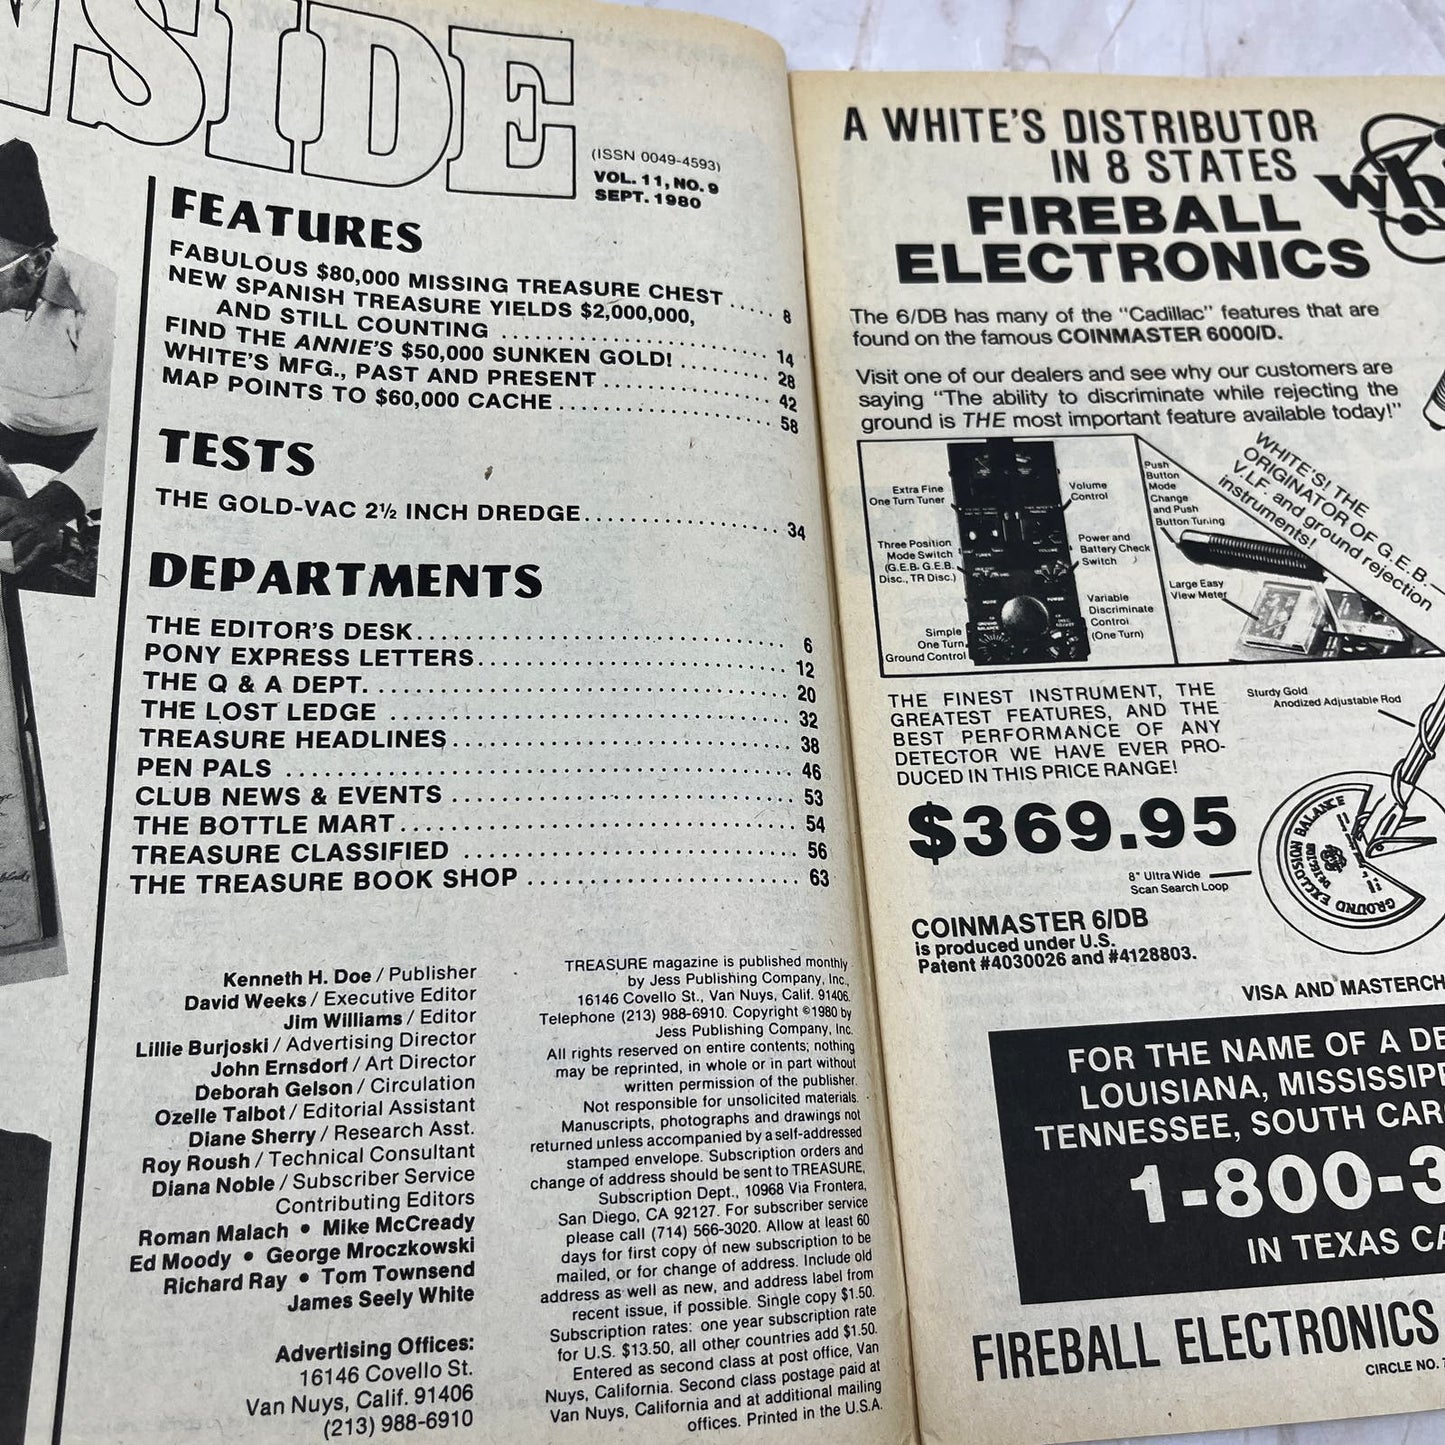 INSIDE
(ISSN 0049-4593)
VOL. 11, NO. 9
SEPT. 1980
FEATURES
FABULOUS $80,000 MISSING TREASURE CHEST ..... 8
NEW SPANISH TREASURE YIELDS $2,000,000,
AND STILL COUNTING ........................ 14
FIND THE ANNIE'S $50,000 SUNKEN GOLD! ........ 28
WHITE'S MFG., PAST AND PRESENT ............... 42
MAP POINTS TO $60,000 CACHE ................... 58
TESTS
THE GOLD-VAC 2½ INCH DREDGE ................. 34
DEPARTMENTS
THE EDITOR'S DESK ............................... 6
PONY EXPRESS LETTERS ......................... 12
THE Q & A DEPT. ................................ 20
THE LOST LEDGE ............................... 32
TREASURE HEADLINES ........................... 38
PEN PALS ....................................... 46
CLUB NEWS & EVENTS .......................... 53
THE BOTTLE MART .............................. 54
TREASURE CLASSIFIED .......................... 56
THE TREASURE BOOK SHOP ..................... 63
Kenneth H. Doe / Publisher
David Weeks / Executive Editor
Jim Williams / Editor
Lillie Burjoski / Advertising Director
John Ernsdorf / Art Director
Deborah Gelson / Circulation
Ozelle Talbot / Editorial Assistant
Diane Sherry / Research Asst.
Roy Roush / Technical Consultant
Diana Noble / Subscriber Service
Contributing Editors
Roman Malach • Mike McCready
Ed Moody • George Mroczkowski
Richard Ray • Tom Townsend
James Seely White
Advertising Offices:
16146 Covello St.
Van Nuys, Calif. 91406
(213) 988-6910
TREASURE magazine is published monthly
by Jess Publishing Company, Inc.,
16146 Covello St., Van Nuys, Calif. 91406.
Telephone (213) 988-6910. Copyright ©1980 by
Jess Publishing Company, Inc.
All rights reserved on entire contents; nothing
may be reprinted, in whole or in part without
written permission of the publisher.
Not responsible for unsolicited materials.
Manuscripts, photographs and drawings not
returned unless accompanied by a self-addressed
stamped envelope. Subscription orders and
change of address should be sent to TREASURE,
Subscription Dept., 10968 Via Frontera,
San Diego, CA 92127. For subscriber service
please call (714) 566-3020. Allow at least 60
days for first copy of new subscription to be
mailed, or for change of address. Include old
address as well as new, and address label from
recent issue, if possible. Single copy $1.50.
Subscription rates: one year subscription rate
for U.S. $13.50, all other countries add $1.50.
Entered as second class at post office, Van
Nuys, California. Second class postage paid at
Van Nuys, California and at additional mailing
offices. Printed in the U.S.A.
A WHITE'S DISTRIBUTOR
IN 8 STATES
FIREBALL
ELECTRONICS
The 6/DB has many of the "Cadillac" features that are
found on the famous COINMASTER 6000/D.
Visit one of our dealers and see why our customers are
saying "The ability to discriminate while rejecting the
ground is THE most important feature available today!"
Extra Fine
One Turn Tuner
Three Position
Mode Switch
(G.E.B. G.E.B.
Disc., TR Disc.)
Simple
One Turn
Ground Control
Volume
Control
Power and
Battery Check
Switch
Variable
Discriminate
Control
(One Turn)
Push
Button
Mode
Change
and Push
Button Tuning
Large Easy
View Meter
WHITE'S! THE
ORIGINATOR OF G.E.B.—
V.L.F. and ground rejection
instruments!
THE FINEST INSTRUMENT, THE
GREATEST FEATURES, AND THE
BEST PERFORMANCE OF ANY
DETECTOR WE HAVE EVER PRO-
DUCED IN THIS PRICE RANGE!
Sturdy Gold
Anodized Adjustable Rod
$369.95
8" Ultra Wide
Scan Search Loop
GROUND EXCLUSION BALANCE
COINMASTER 6/DB
is produced under U.S.
Patent #4030026 and #4128803.
VISA AND MASTERCH
FOR THE NAME OF A DE
LOUISIANA, MISSISSIPP
TENNESSEE, SOUTH CAR
1-800-3
IN TEXAS CA
FIREBALL ELECTRONICS
CIRCLE NO.